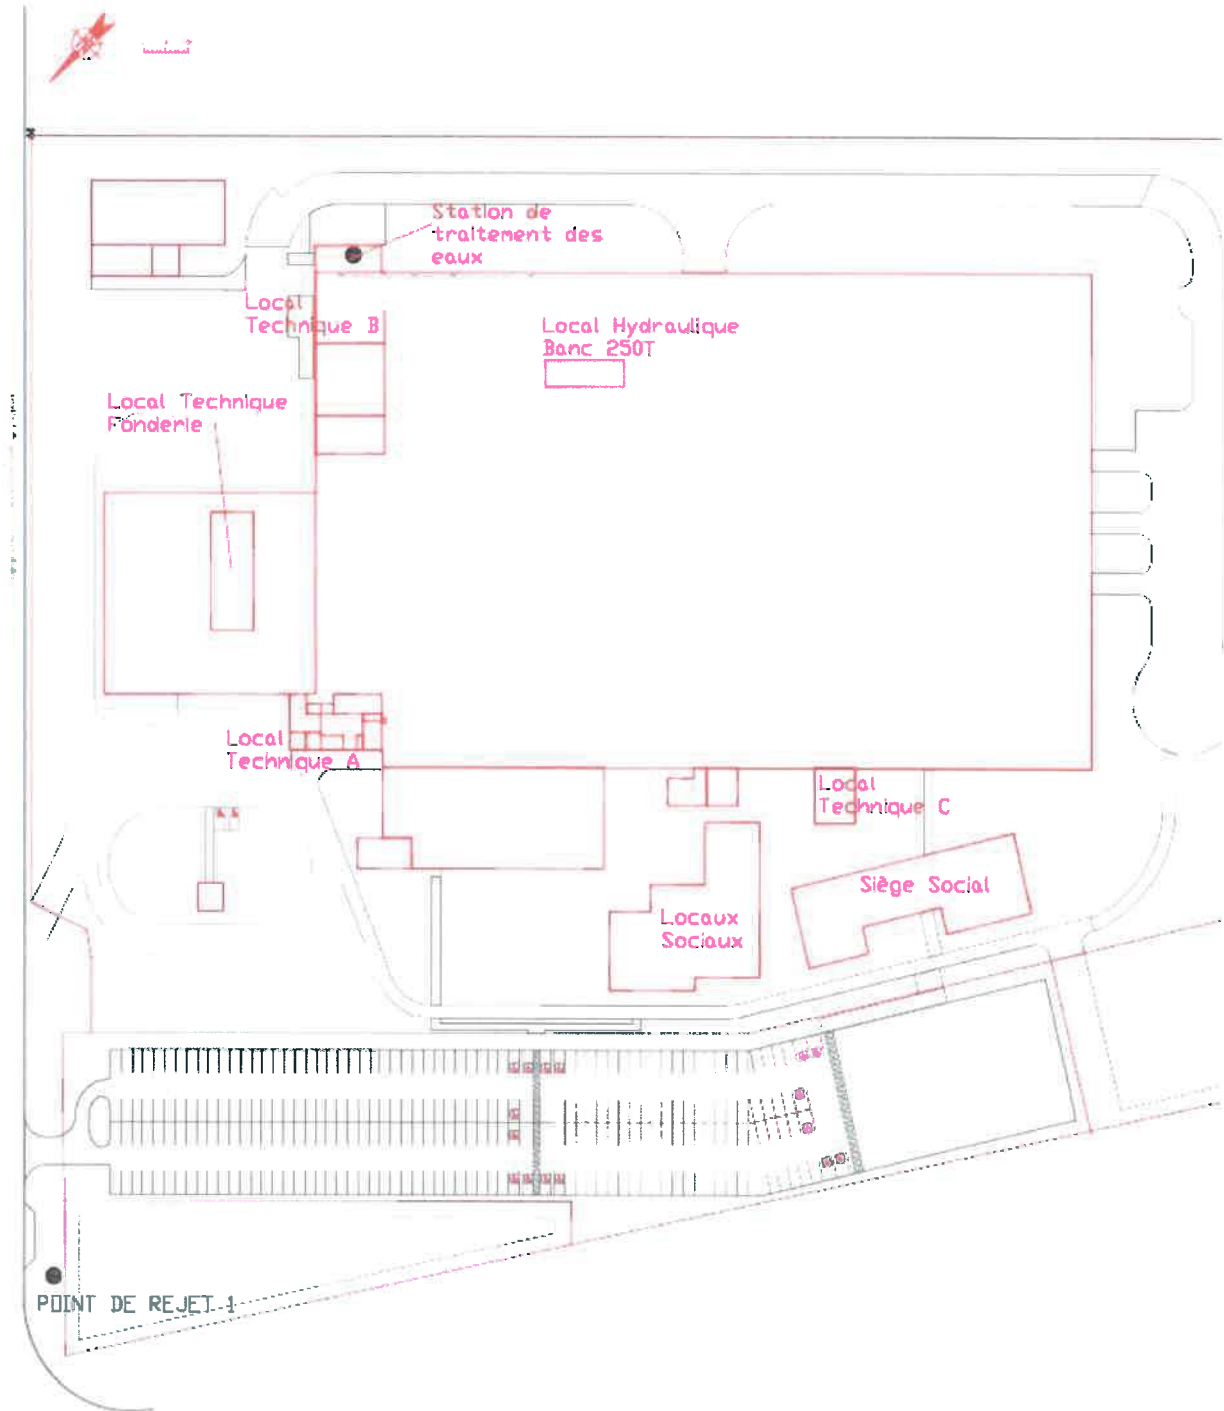 Station de
traitement des
eaux
Local
Technique B
Local Hydraulique
Banc 250T
Local Technique
Fonderie
Local
Technique A
Local
Technique C
Siège Social
Locaux
Sociaux
POINT DE REJET 1